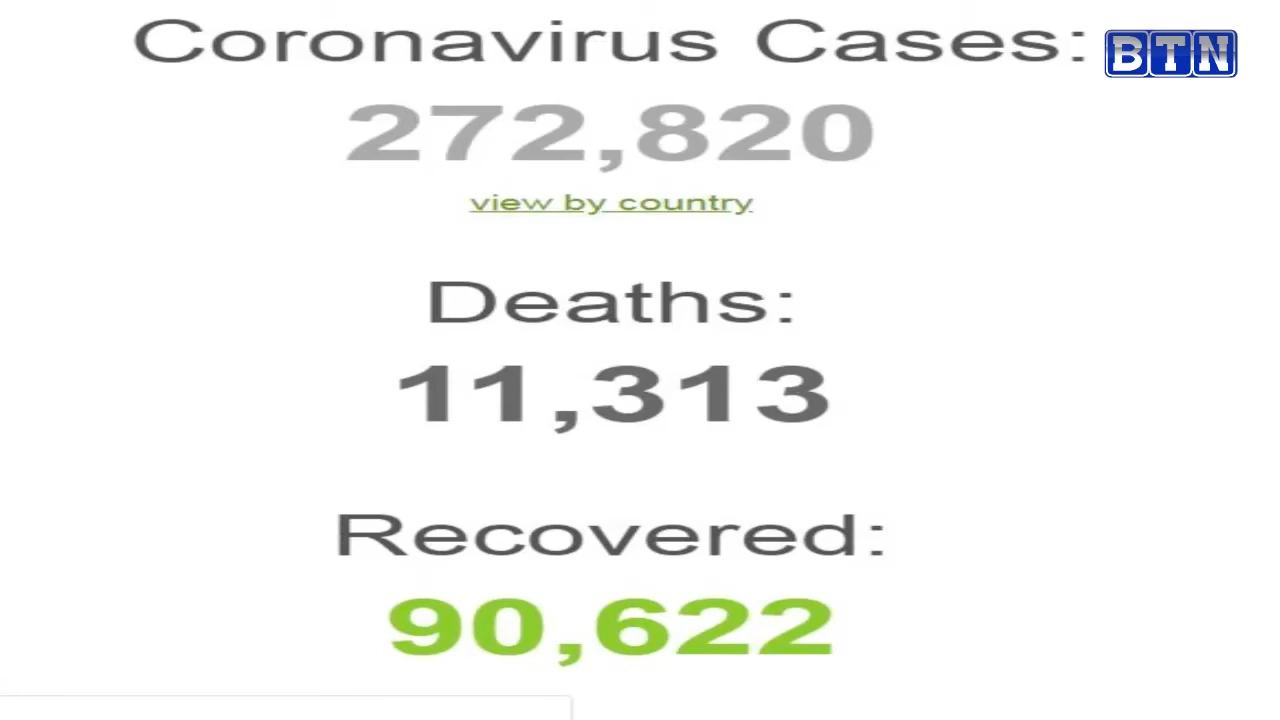 Coronavirus Cases:
BTN
272,820
view by country
Deaths:
11,313
Recovered:
90,622